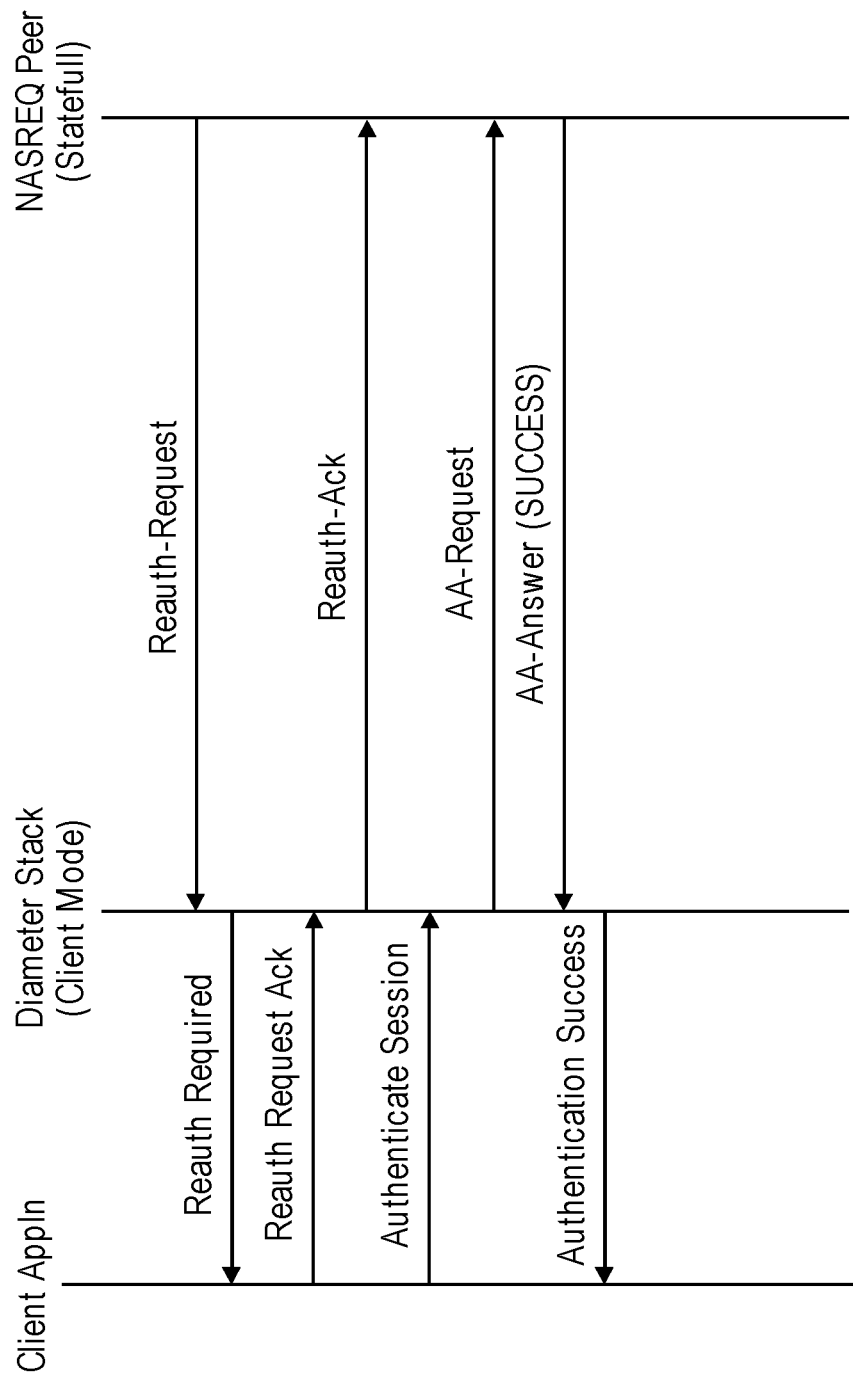 Client Appln
Diameter Stack
(Client Mode)
NASREQ Peer
(Statefull)
Reauth-Request
Reauth Required
Reauth Request Ack
Reauth-Ack
Authenticate Session
AA-Request
AA-Answer (SUCCESS)
Authentication Success